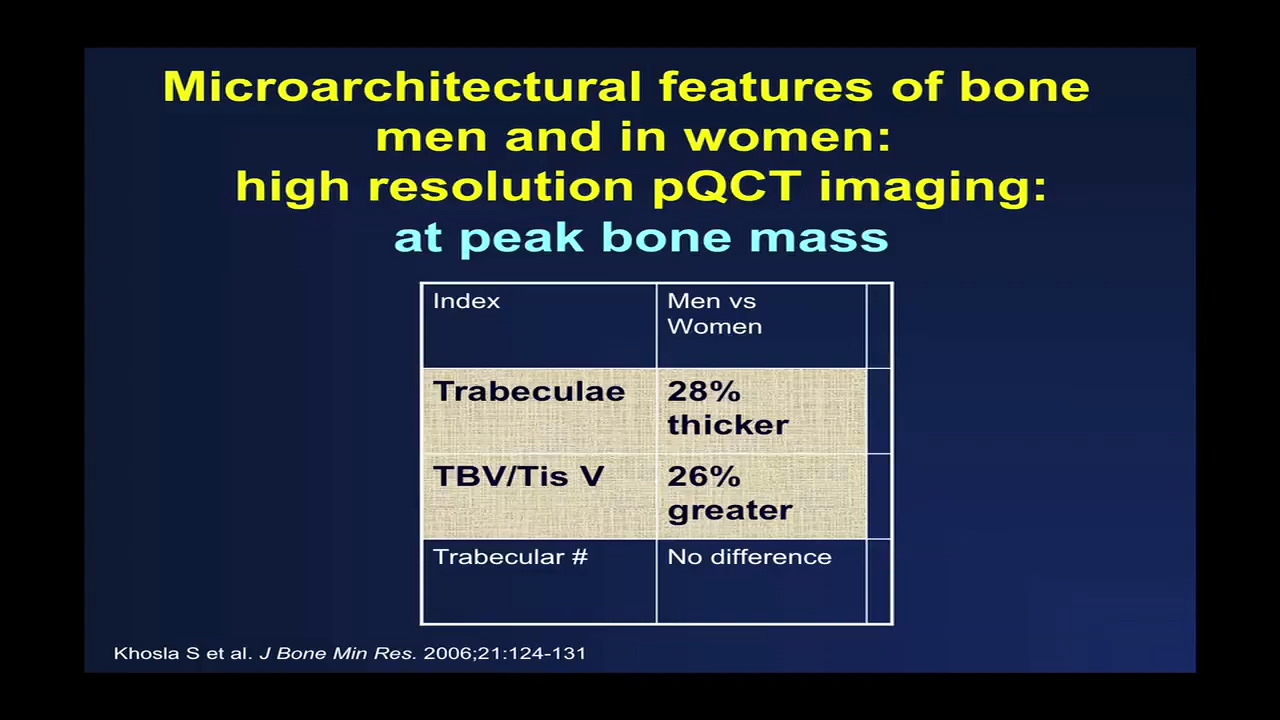 Microarchitectural features of bone
men and in women:
high resolution pQCT imaging:
at peak bone mass
Index
Men vs
Women
Trabeculae
28%
thicker
TBV/Tis V
26%
greater
Trabecular #
No difference
Khosla S et al. J Bone Min Res. 2006;21:124-131